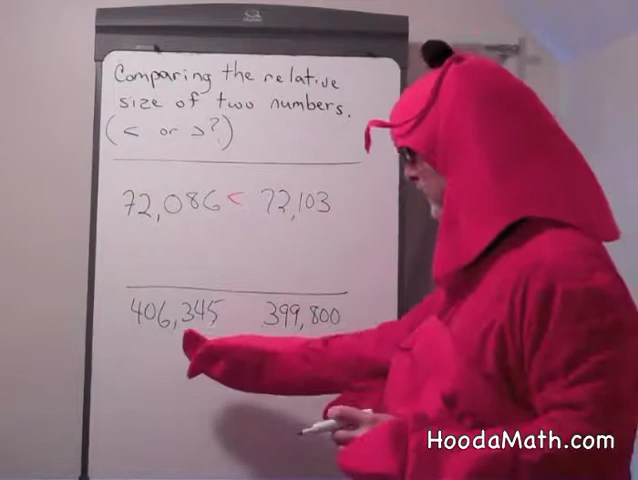 Comparing the relative
size of two numbers.
(< or >?)
72,086 < 72,103
406,345 399,800
HoodaMath.com